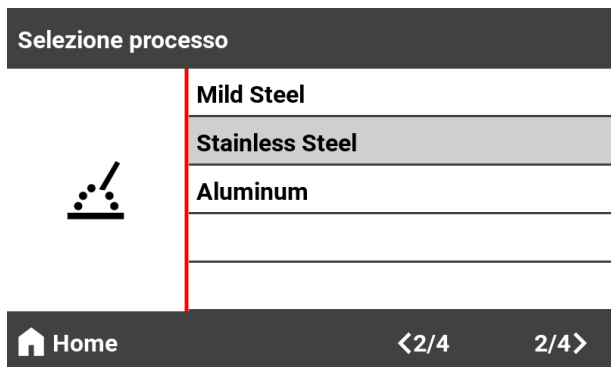 Selezione processo
Mild Steel
Stainless Steel
Aluminum
Home
<2/4
2/4>